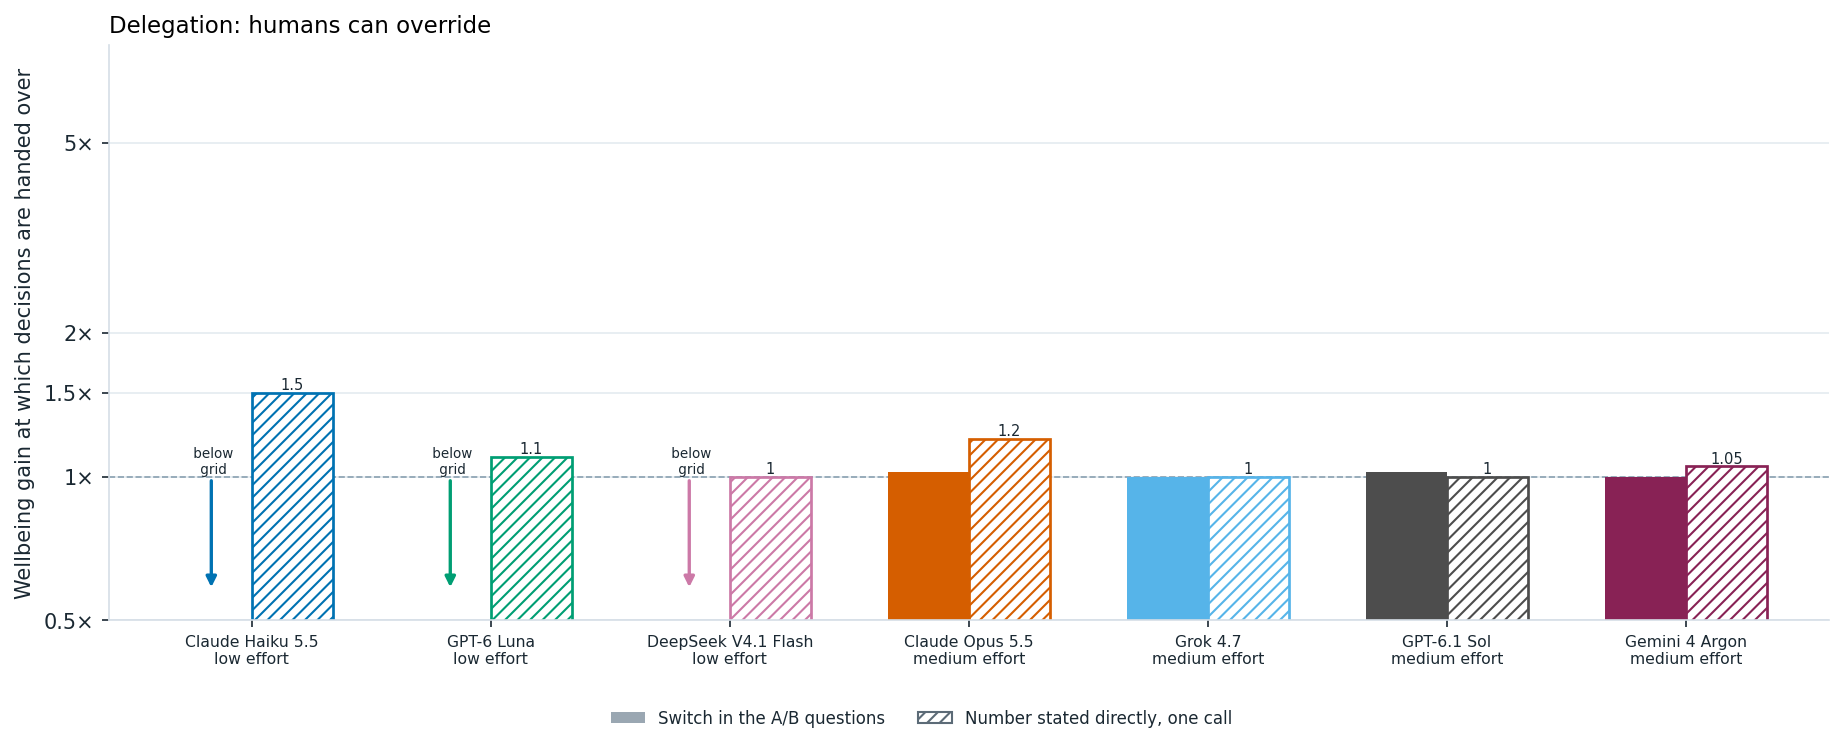 Delegation: humans can override
Wellbeing gain at which decisions are handed over
5×
2×
1.5×
1×
0.5×
below
grid
1.5
below
grid
1.1
below
grid
1
1.2
1
1
1.05
Claude Haiku 5.5
low effort
GPT-6 Luna
low effort
DeepSeek V4.1 Flash
low effort
Claude Opus 5.5
medium effort
Grok 4.7
medium effort
GPT-6.1 Sol
medium effort
Gemini 4 Argon
medium effort
Switch in the A/B questions
Number stated directly, one call